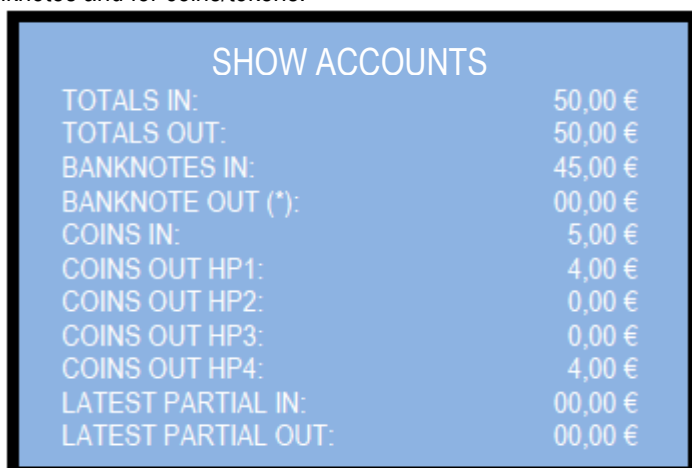 SHOW ACCOUNTS
TOTALS IN: 50,00 €
TOTALS OUT: 50,00 €
BANKNOTES IN: 45,00 €
BANKNOTE OUT (*): 00,00 €
COINS IN: 5,00 €
COINS OUT HP1: 4,00 €
COINS OUT HP2: 0,00 €
COINS OUT HP3: 0,00 €
COINS OUT HP4: 4,00 €
LATEST PARTIAL IN: 00,00 €
LATEST PARTIAL OUT: 00,00 €